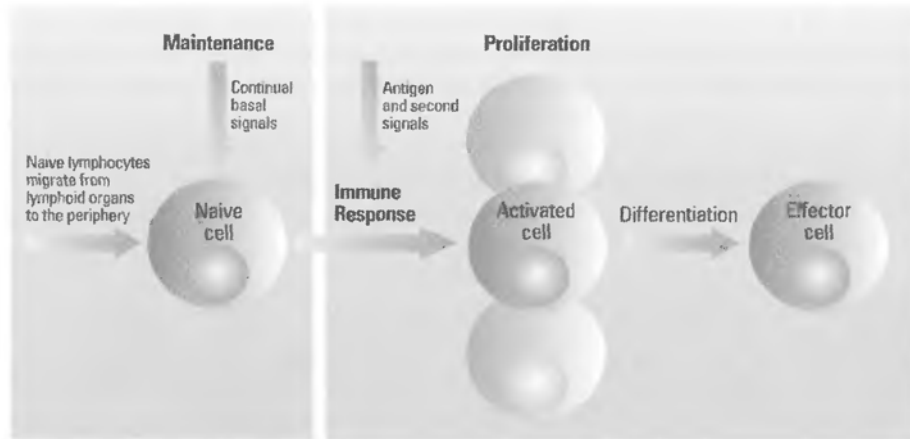 Maintenance
Continual
basal
signals
Naive lymphocytes
migrate from
lymphoid organs
to the periphery
Naive
cell
Proliferation
Antigen
and second
signals
Immune
Response
Activated
cell
Differentiation
Effector
cell